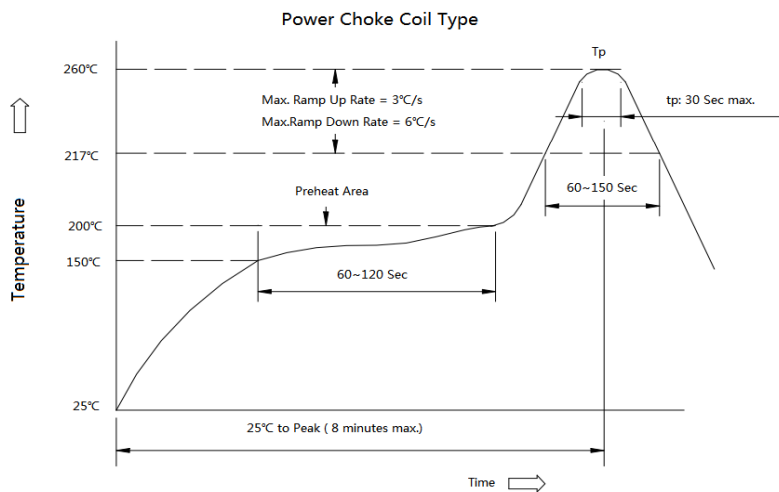 Power Choke Coil Type
Tp
260℃
Max. Ramp Up Rate = 3℃/s
Max.Ramp Down Rate = 6℃/s
tp: 30 Sec max.
217℃
Preheat Area
60~150 Sec
200℃
150℃
60~120 Sec
Temperature
25℃
25℃ to Peak ( 8 minutes max.)
Time